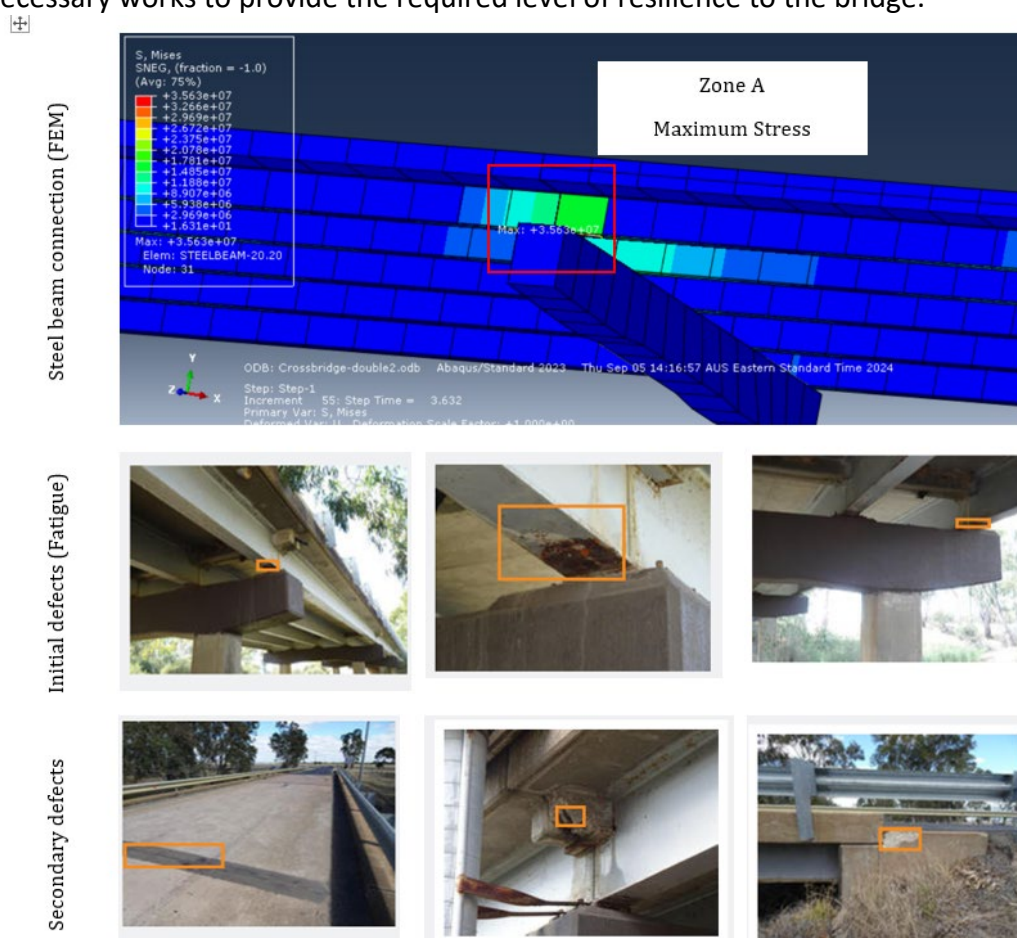 ecessary works to provide the required level of resilience to the bridge.
Steel beam connection (FEM)
S, Mises
SNEG, (fraction = -1.0)
(Avg: 75%)
+3.563e+07
+3.266e+07
+2.969e+07
+2.672e+07
+2.375e+07
+2.078e+07
+1.781e+07
+1.485e+07
+1.188e+07
+8.907e+06
+5.938e+06
+2.969e+06
+1.631e+01
Max: +3.563e+07
Elem: STEELBEAM-20.20
Node: 31
Zone A
Maximum Stress
Max: +3.563e+07
Y
Z
X
ODB: Crossbridge-double2.odb Abaqus/Standard 2023 Thu Sep 05 14:16:57 AUS Eastern Standard Time 2024
Step: Step-1
Increment 55: Step Time = 3.632
Primary Var: S, Mises
Deformed Var: U Deformation Scale Factor: +1.000e+00
Initial defects (Fatigue)
Secondary defects